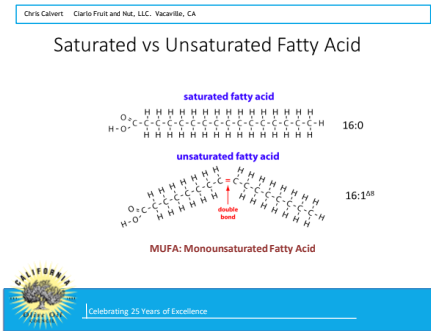 Chris Calvert Ciarlo Fruit and Nut, LLC. Vacaville, CA
Saturated vs Unsaturated Fatty Acid
saturated fatty acid
H H H H H H H H H H H H H H H
O=C-C-C-C-C-C-C-C-C-C-C-C-C-C-C-C-H
H-O
H H H H H H H H H H H H H H H
16:0
unsaturated fatty acid
C=C
double
bond
16:1Δ8
MUFA: Monounsaturated Fatty Acid
CALIFORNIA
Celebrating 25 Years of Excellence